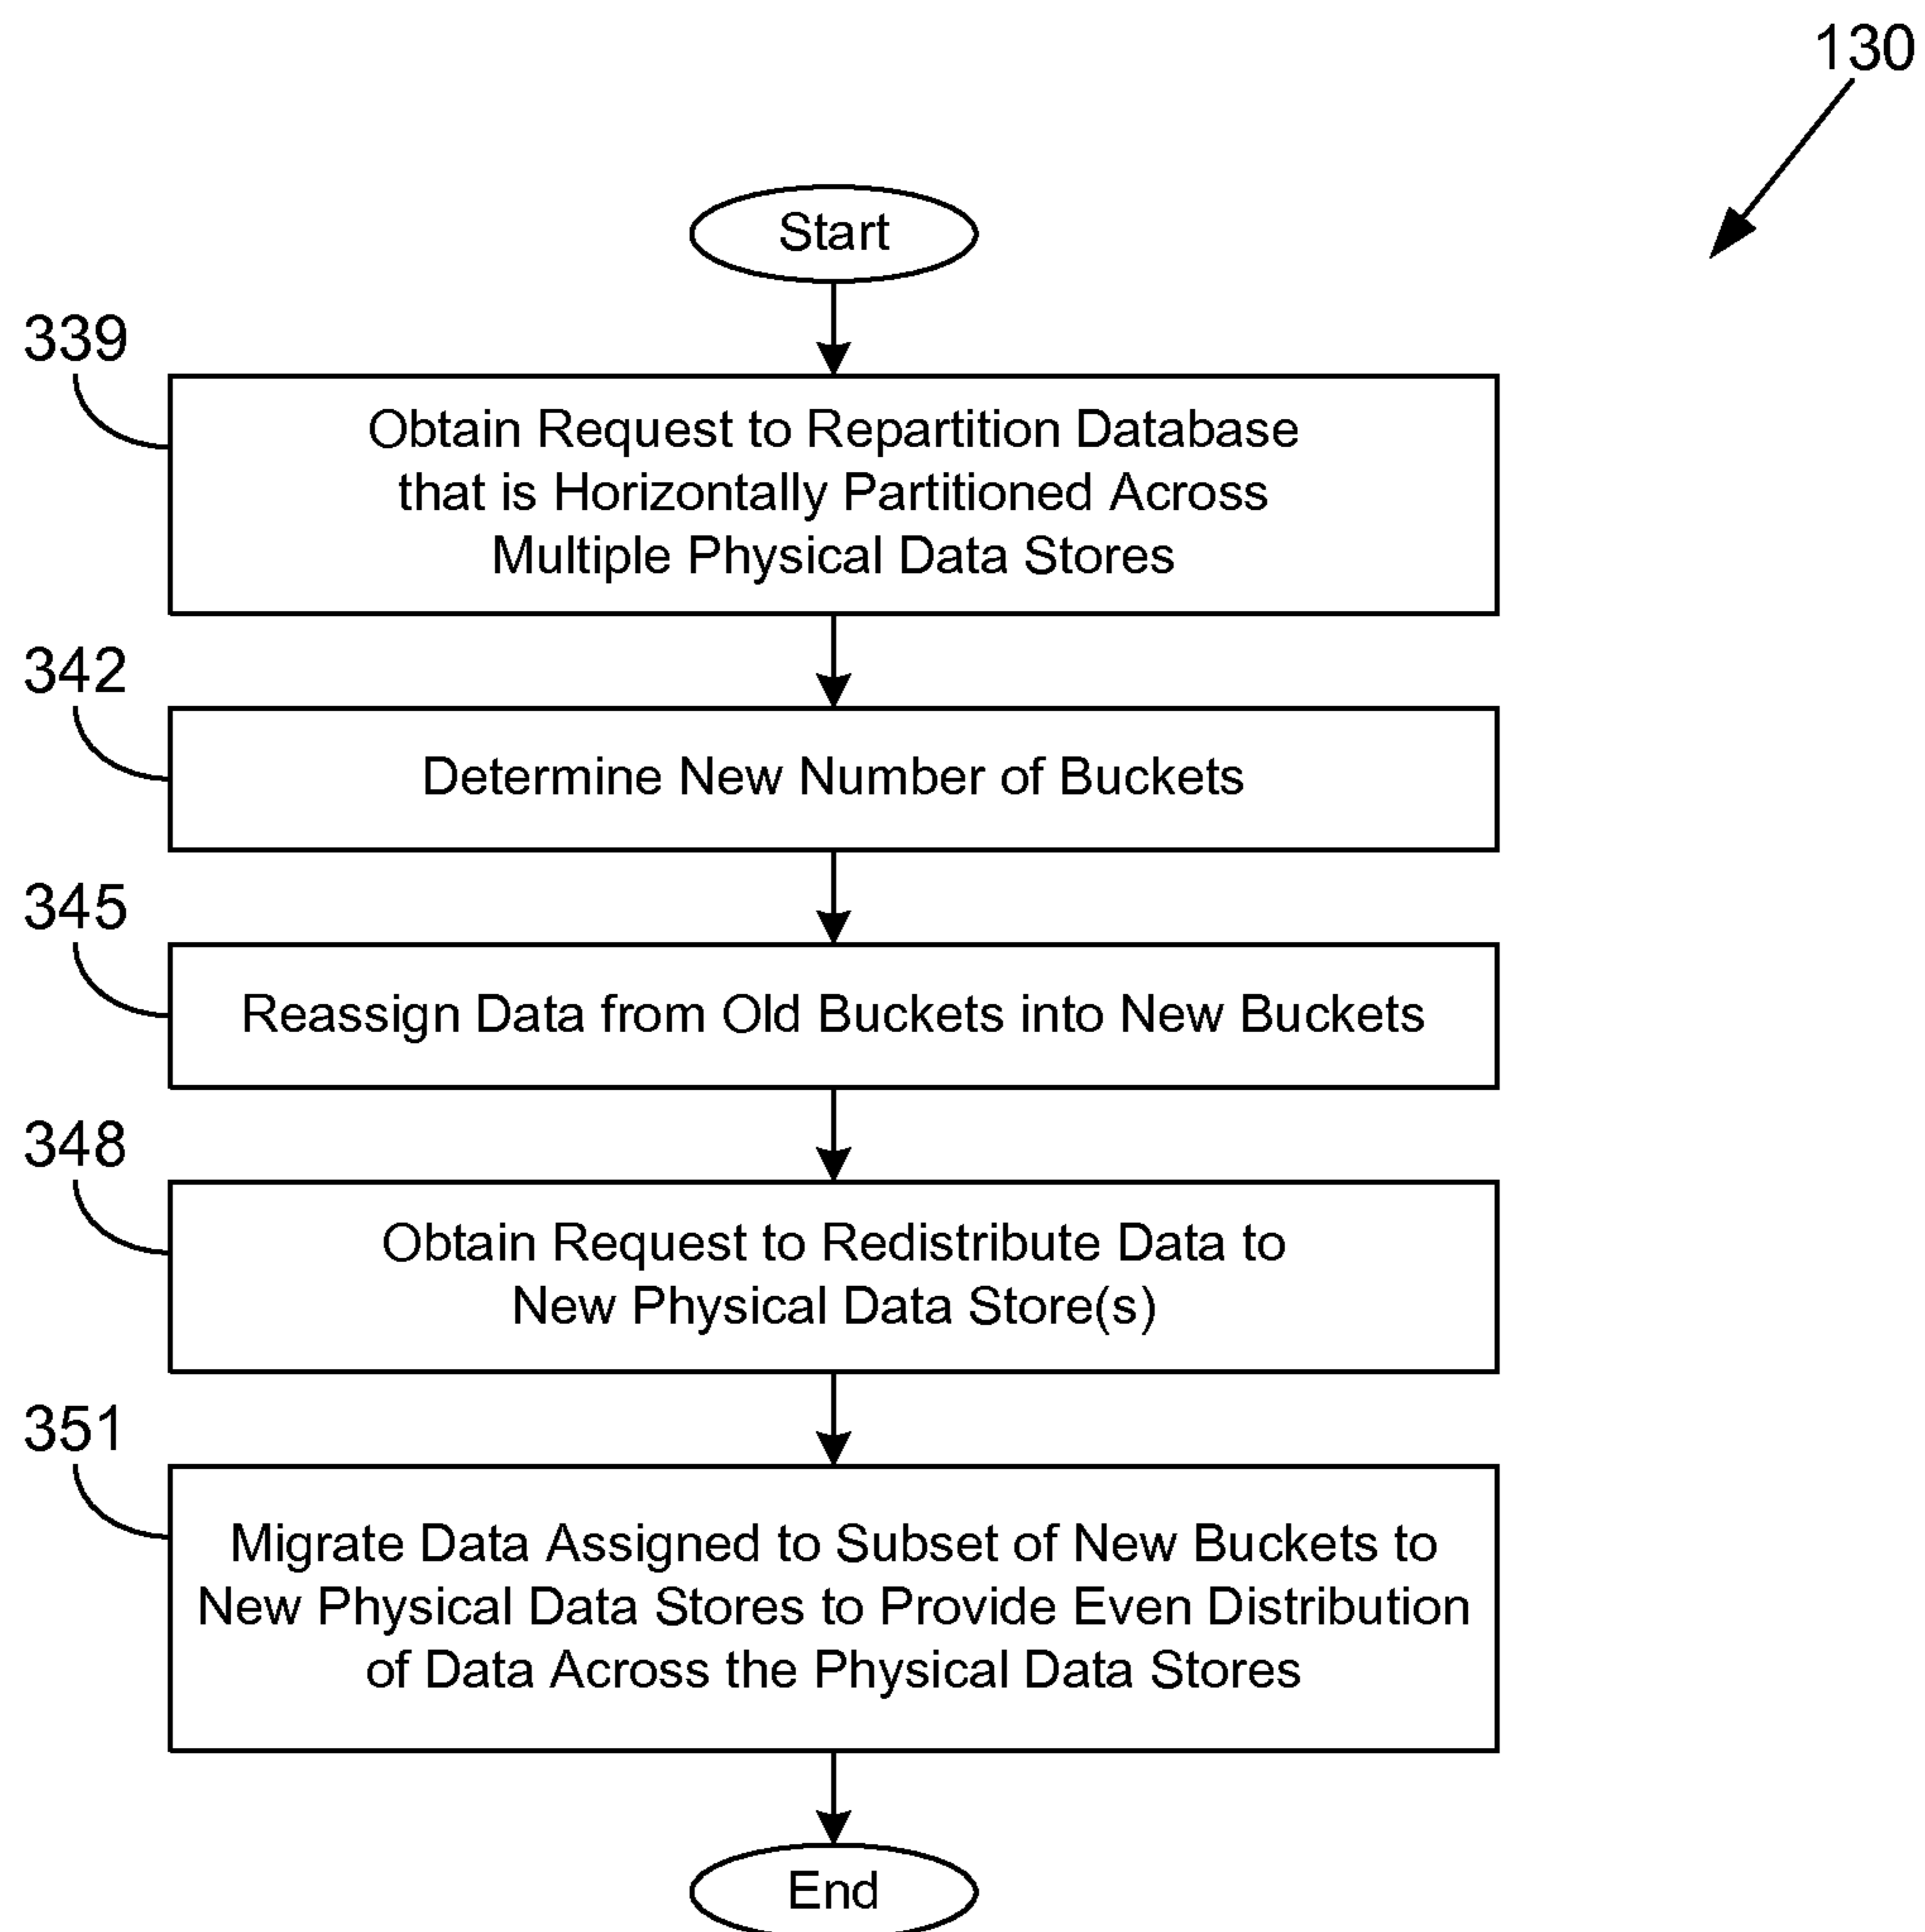 130
Start
339
Obtain Request to Repartition Database
that is Horizontally Partitioned Across
Multiple Physical Data Stores
342
Determine New Number of Buckets
345
Reassign Data from Old Buckets into New Buckets
348
Obtain Request to Redistribute Data to
New Physical Data Store(s)
351
Migrate Data Assigned to Subset of New Buckets to
New Physical Data Stores to Provide Even Distribution
of Data Across the Physical Data Stores
End